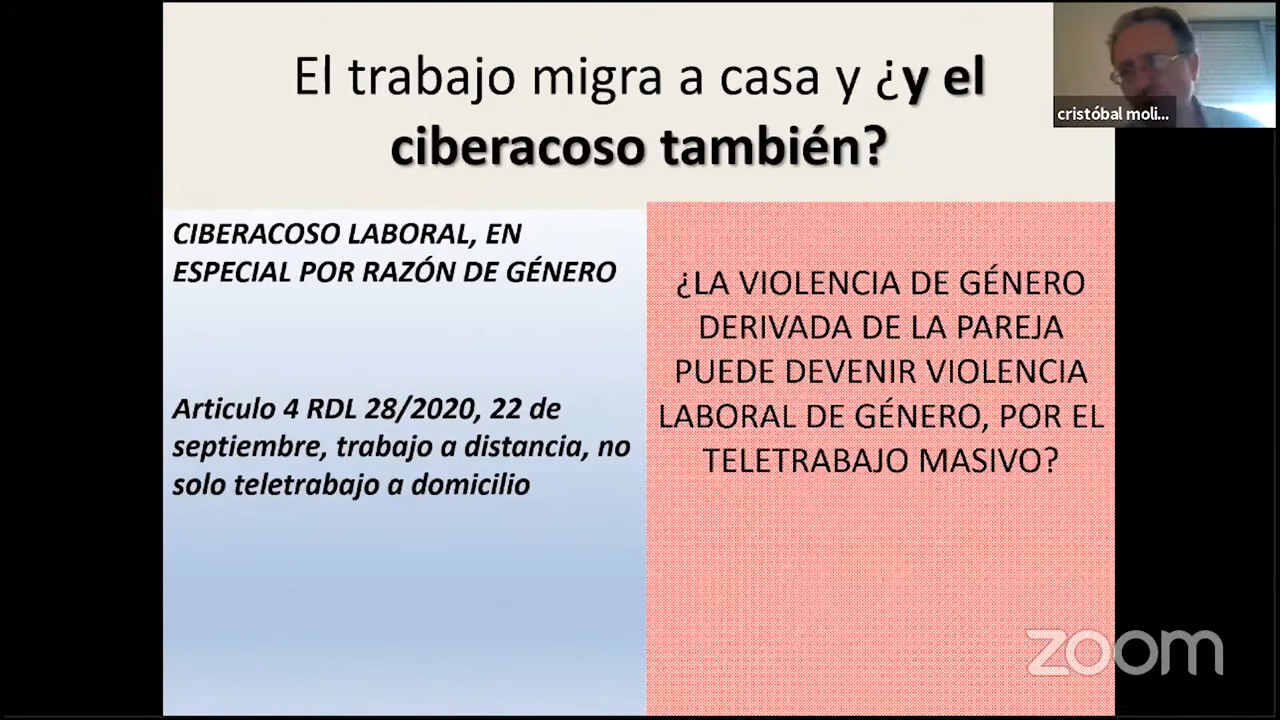 El trabajo migra a casa y ¿y el
ciberacoso también?
cristóbal moli...
CIBERACOSO LABORAL, EN
ESPECIAL POR RAZÓN DE GÉNERO
Articulo 4 RDL 28/2020, 22 de
septiembre, trabajo a distancia, no
solo teletrabajo a domicilio
¿LA VIOLENCIA DE GÉNERO
DERIVADA DE LA PAREJA
PUEDE DEVENIR VIOLENCIA
LABORAL DE GÉNERO, POR EL
TELETRABAJO MASIVO?
zoom